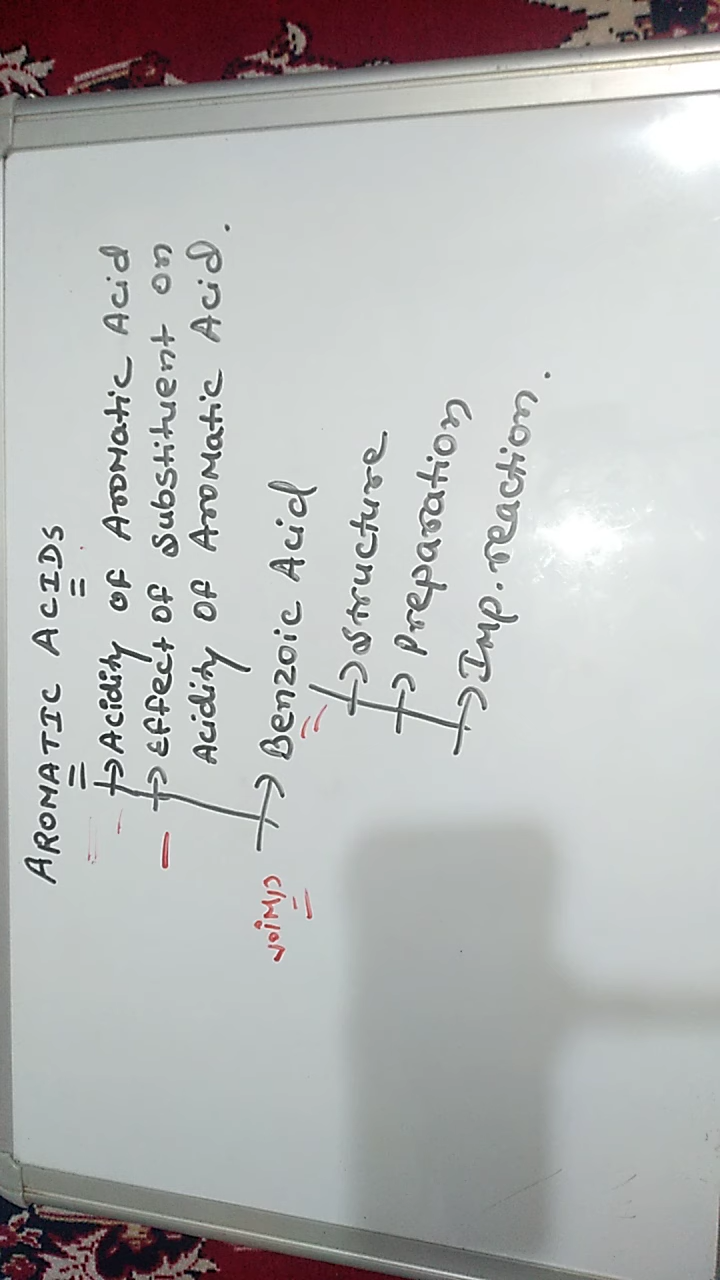 AROMATIC ACIDS
→ Acidity of Aromatic Acid
→ Effect of Substituent on
Acidity of Aromatic Acid.
v.imp → Benzoic Acid
→ Structure
→ Preparation
→ Imp. reaction.